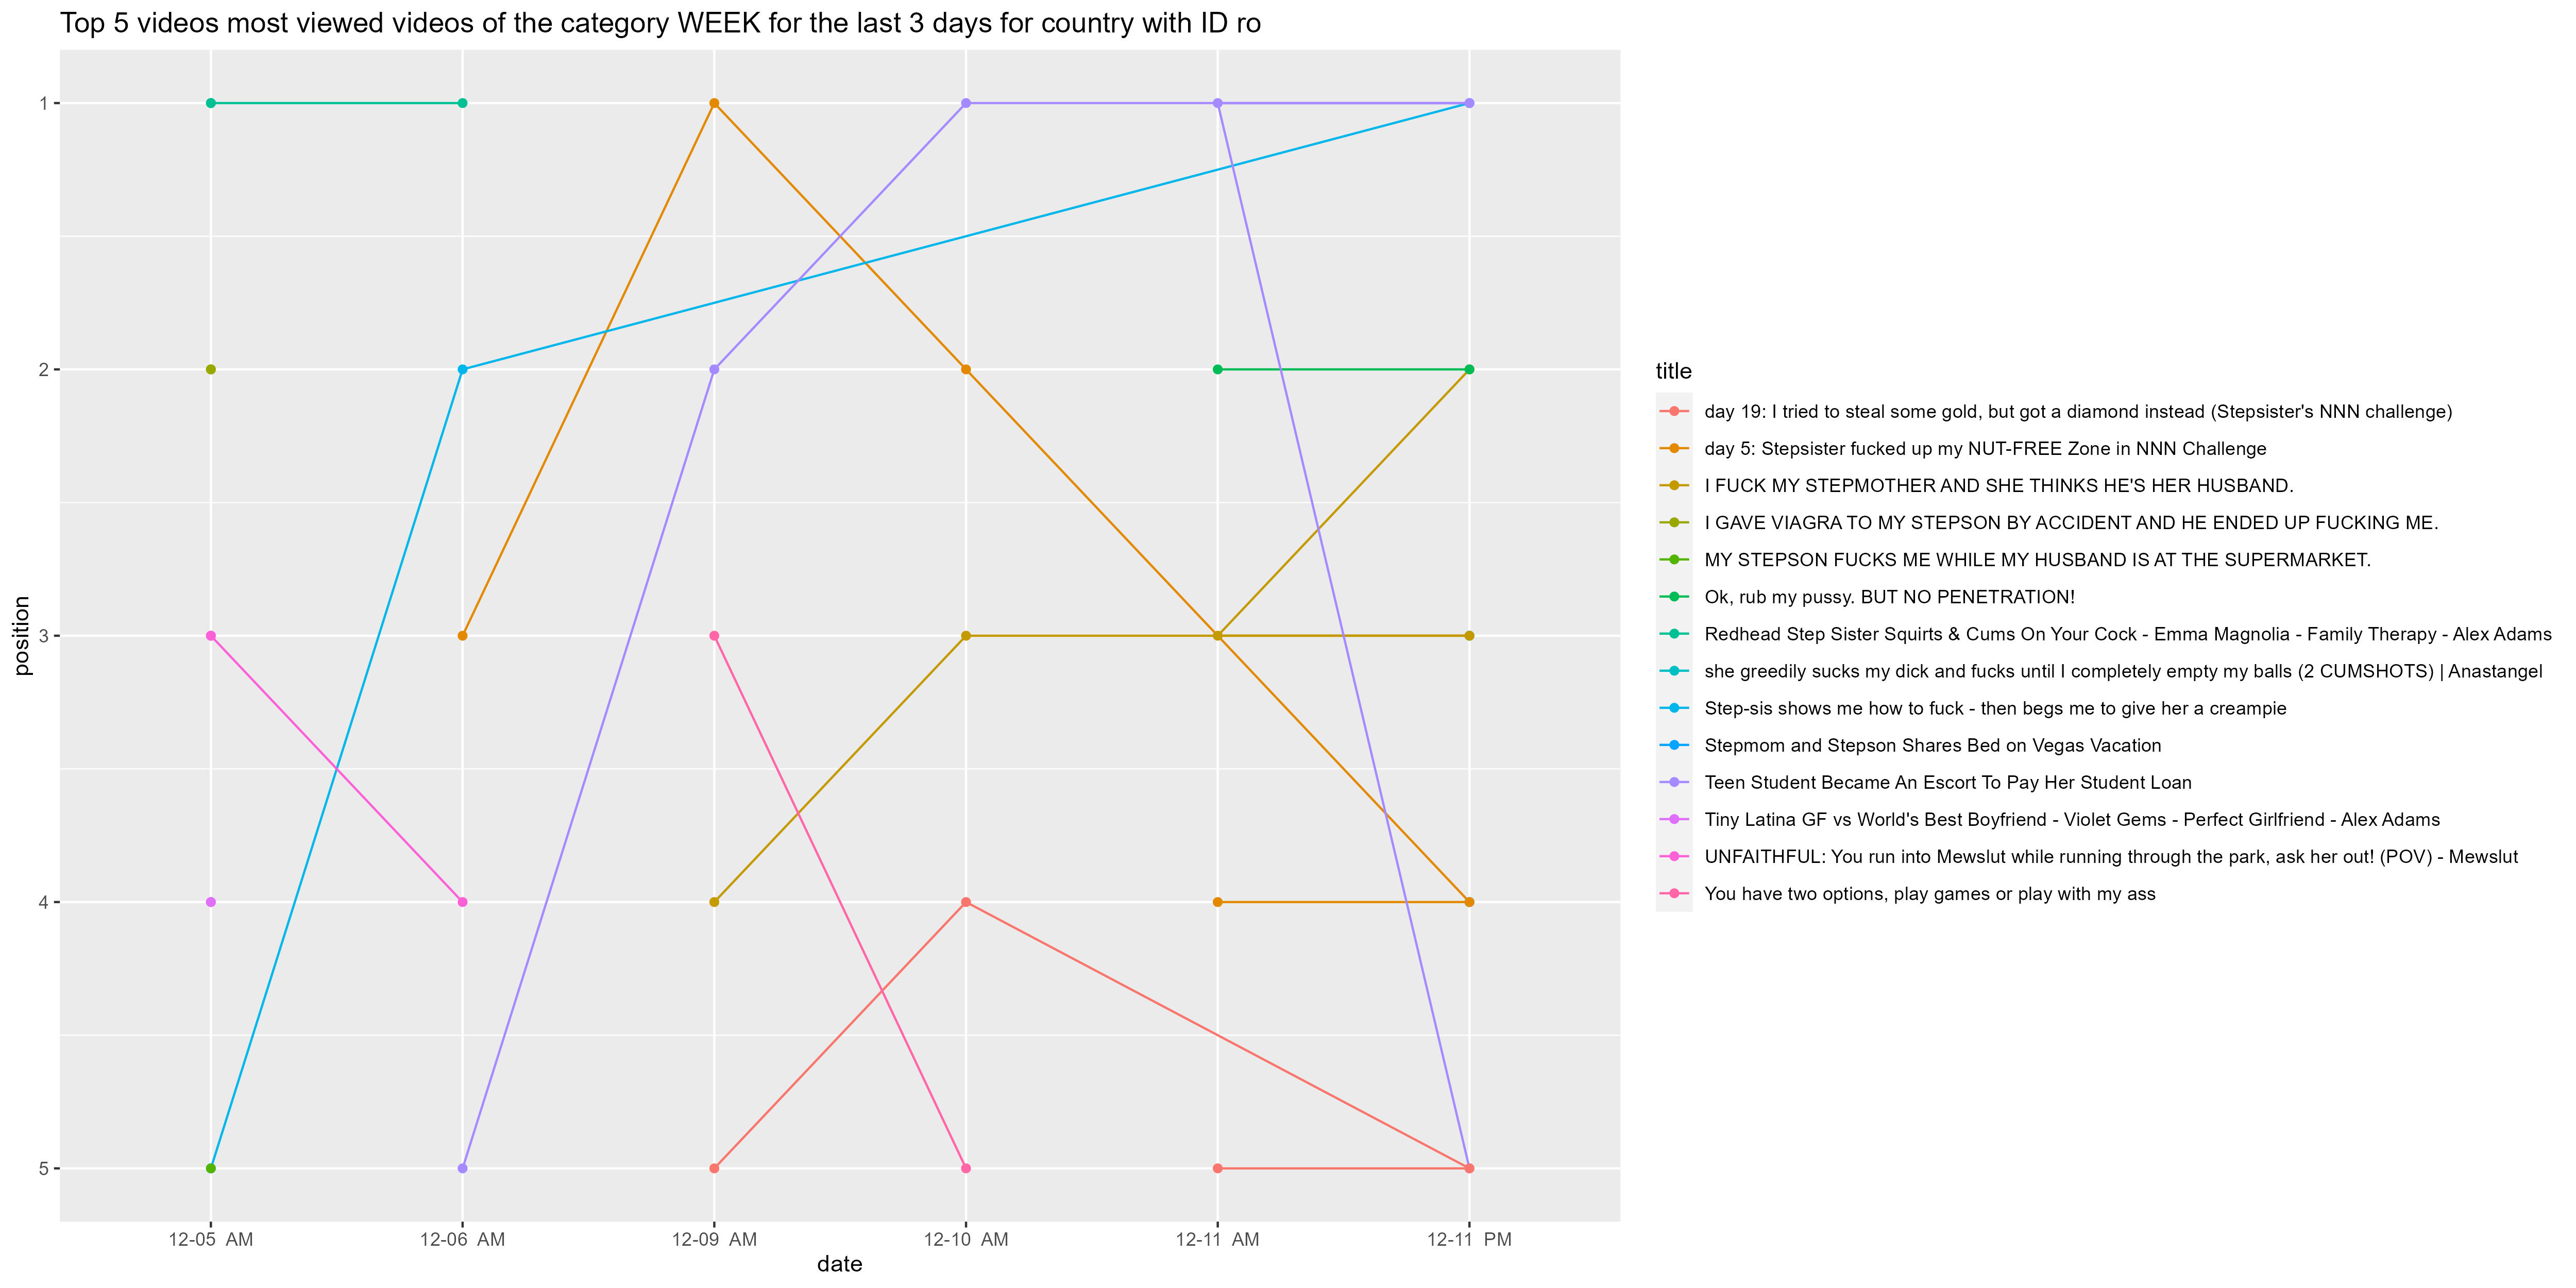 Top 5 videos most viewed videos of the category WEEK for the last 3 days for country with ID ro
position
1
2
3
4
5
12-05 AM
12-06 AM
12-09 AM
12-10 AM
12-11 AM
12-11 PM
date
title
day 19: I tried to steal some gold, but got a diamond instead (Stepsister's NNN challenge)
day 5: Stepsister fucked up my NUT-FREE Zone in NNN Challenge
I FUCK MY STEPMOTHER AND SHE THINKS HE'S HER HUSBAND.
I GAVE VIAGRA TO MY STEPSON BY ACCIDENT AND HE ENDED UP FUCKING ME.
MY STEPSON FUCKS ME WHILE MY HUSBAND IS AT THE SUPERMARKET.
Ok, rub my pussy. BUT NO PENETRATION!
Redhead Step Sister Squirts & Cums On Your Cock - Emma Magnolia - Family Therapy - Alex Adams
she greedily sucks my dick and fucks until I completely empty my balls (2 CUMSHOTS) | Anastangel
Step-sis shows me how to fuck - then begs me to give her a creampie
Stepmom and Stepson Shares Bed on Vegas Vacation
Teen Student Became An Escort To Pay Her Student Loan
Tiny Latina GF vs World's Best Boyfriend - Violet Gems - Perfect Girlfriend - Alex Adams
UNFAITHFUL: You run into Mewslut while running through the park, ask her out! (POV) - Mewslut
You have two options, play games or play with my ass